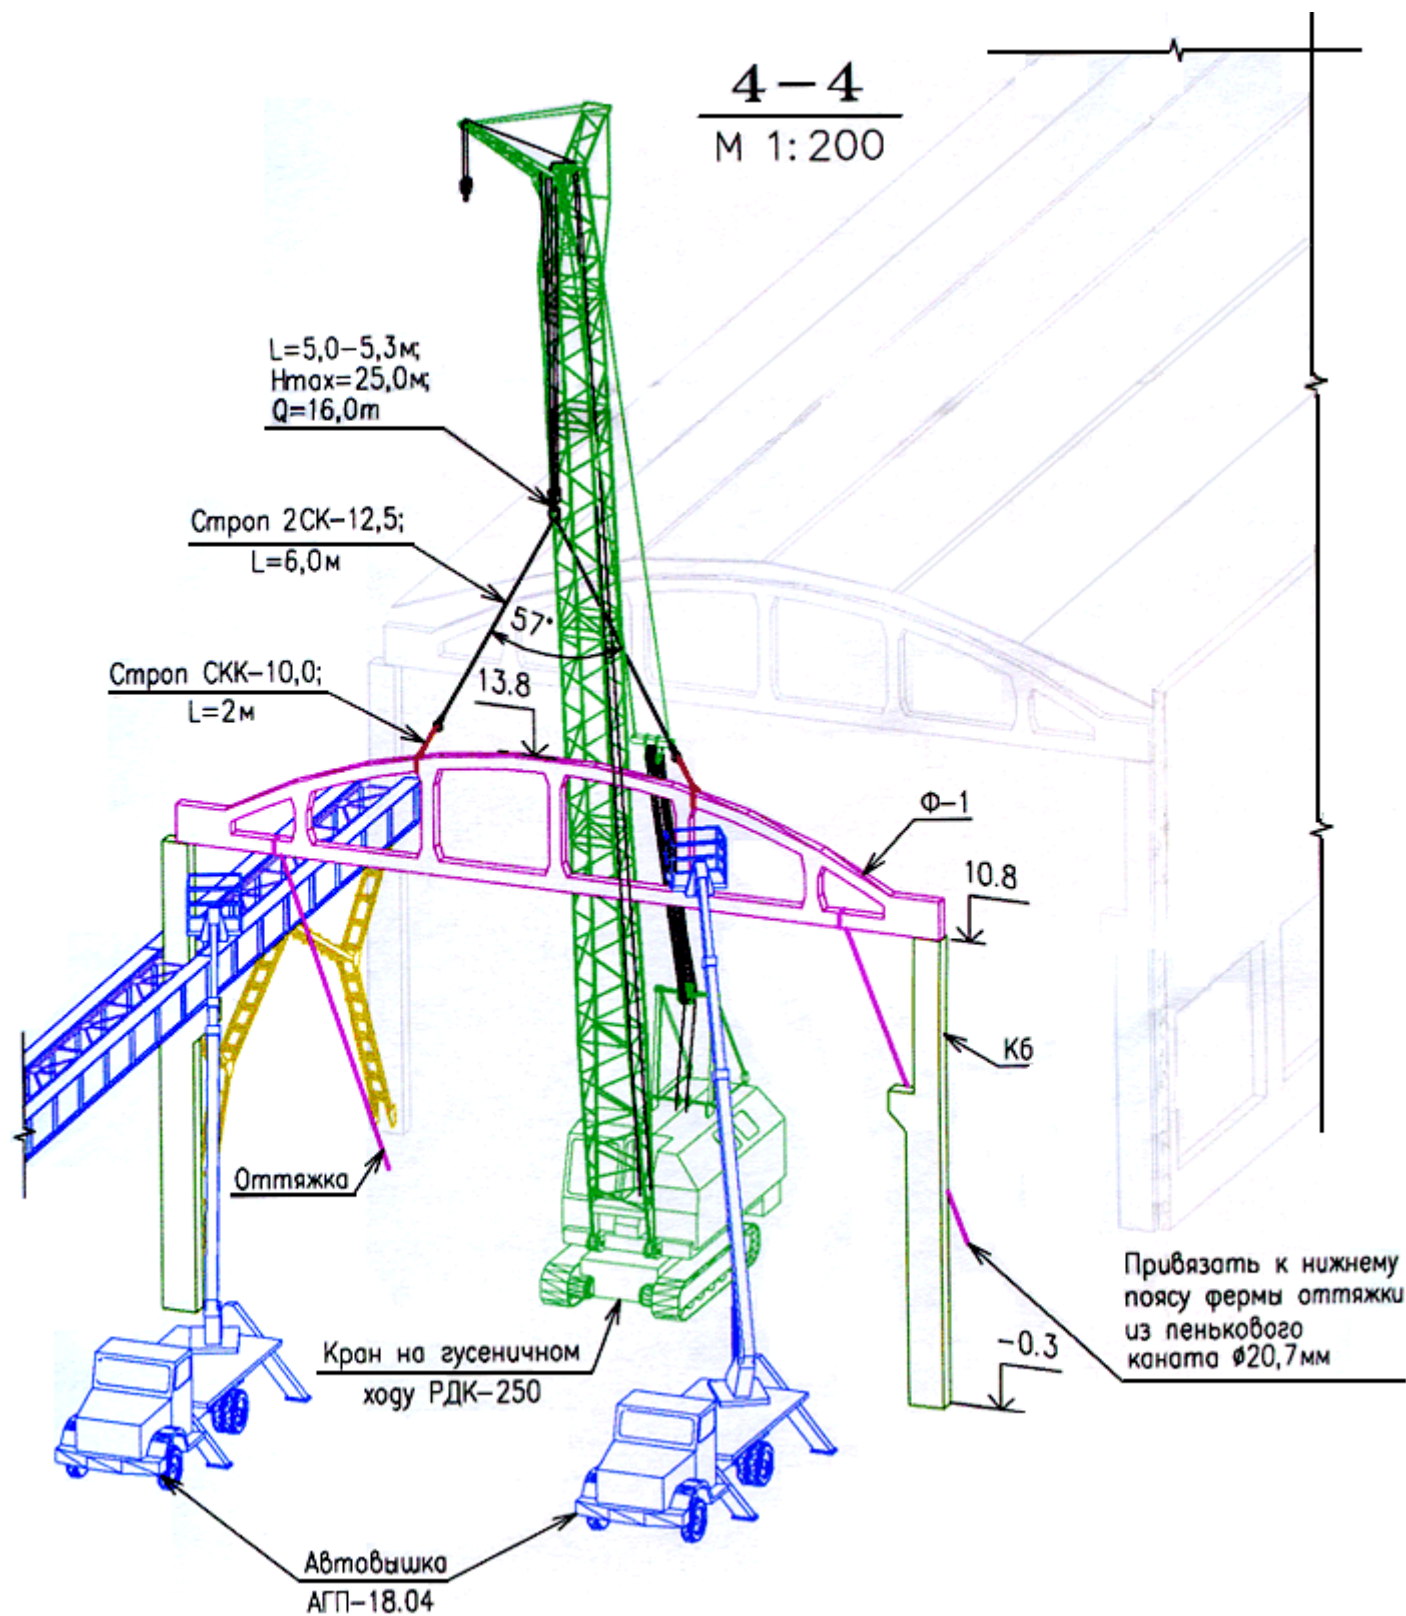 4-4
М 1:200
L=5,0-5,3м;
Hmax=25,0м;
Q=16,0т
Строп 2СК-12,5;
L=6,0м
57°
Строп СКК-10,0;
L=2м
13.8
Ф-1
10.8
К6
Оттяжка
Привязать к нижнему
поясу фермы оттяжки
из пенькового
каната ø20,7мм
-0.3
Кран на гусеничном
ходу РДК-250
Автовышка
АГП-18.04